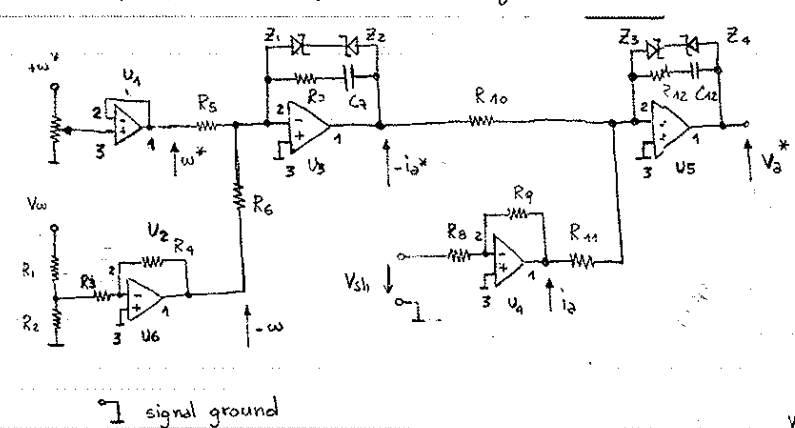 Z1 Z2
Z3 Z4
+ω*
U1
R5
R7 C7
R10
R12 C12
2
3 1
ω*
2
3 U3 1
-ia*
2
3 U5 1
Va*
R6
Vω
U2
R4
R1
R3 2
R2
3 U6 1
-ω
R9
R8 2
R11
Vsh
3 U4 1
ia
signal ground
V